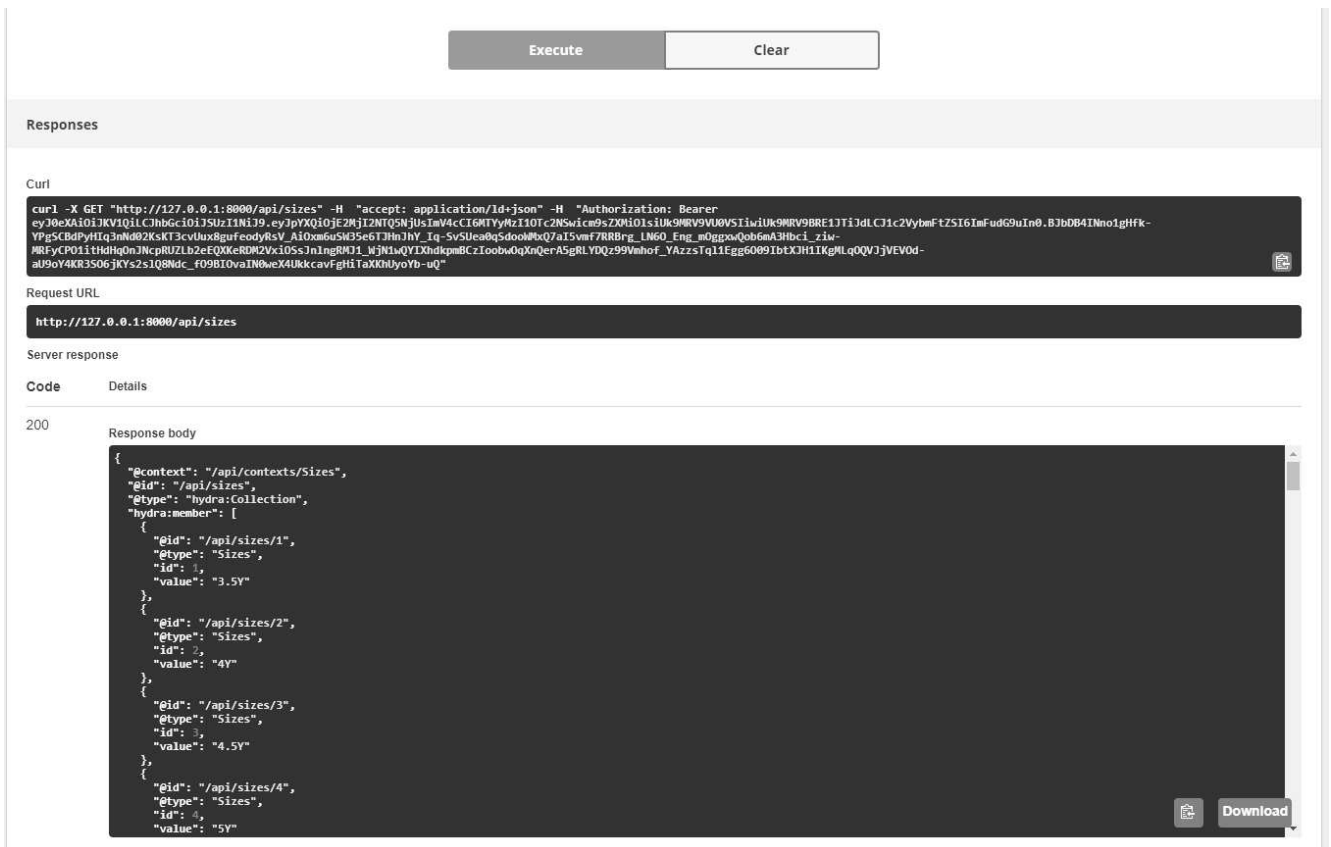 Execute
Clear
Responses
Curl
curl -X GET "http://127.0.0.1:8000/api/sizes" -H  "accept: application/ld+json" -H  "Authorization: Bearer
Request URL
http://127.0.0.1:8000/api/sizes
Server response
Code Details
200
Response body
{
  "@context": "/api/contexts/Sizes",
  "@id": "/api/sizes",
  "@type": "hydra:Collection",
  "hydra:member": [
    {
      "@id": "/api/sizes/1",
      "@type": "Sizes",
      "id": 1,
      "value": "3.5Y"
    },
    {
      "@id": "/api/sizes/2",
      "@type": "Sizes",
      "id": 2,
      "value": "4Y"
    },
    {
      "@id": "/api/sizes/3",
      "@type": "Sizes",
      "id": 3,
      "value": "4.5Y"
    },
    {
      "@id": "/api/sizes/4",
      "@type": "Sizes",
      "id": 4,
      "value": "5Y"
Download